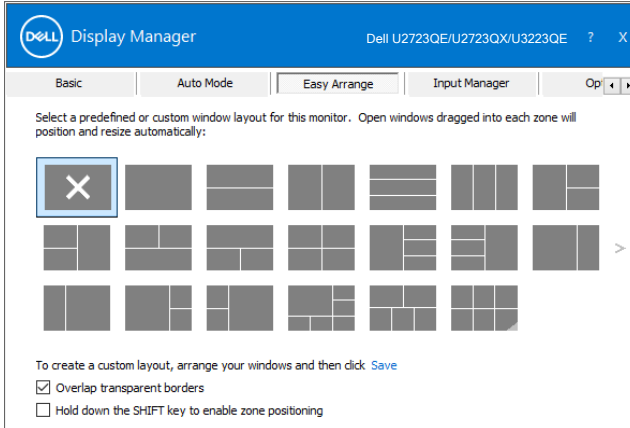 DELL Display Manager Dell U2723QE/U2723QX/U3223QE ? X
Basic Auto Mode Easy Arrange Input Manager Op
Select a predefined or custom window layout for this monitor. Open windows dragged into each zone will
position and resize automatically:
>
To create a custom layout, arrange your windows and then click Save
Overlap transparent borders
Hold down the SHIFT key to enable zone positioning